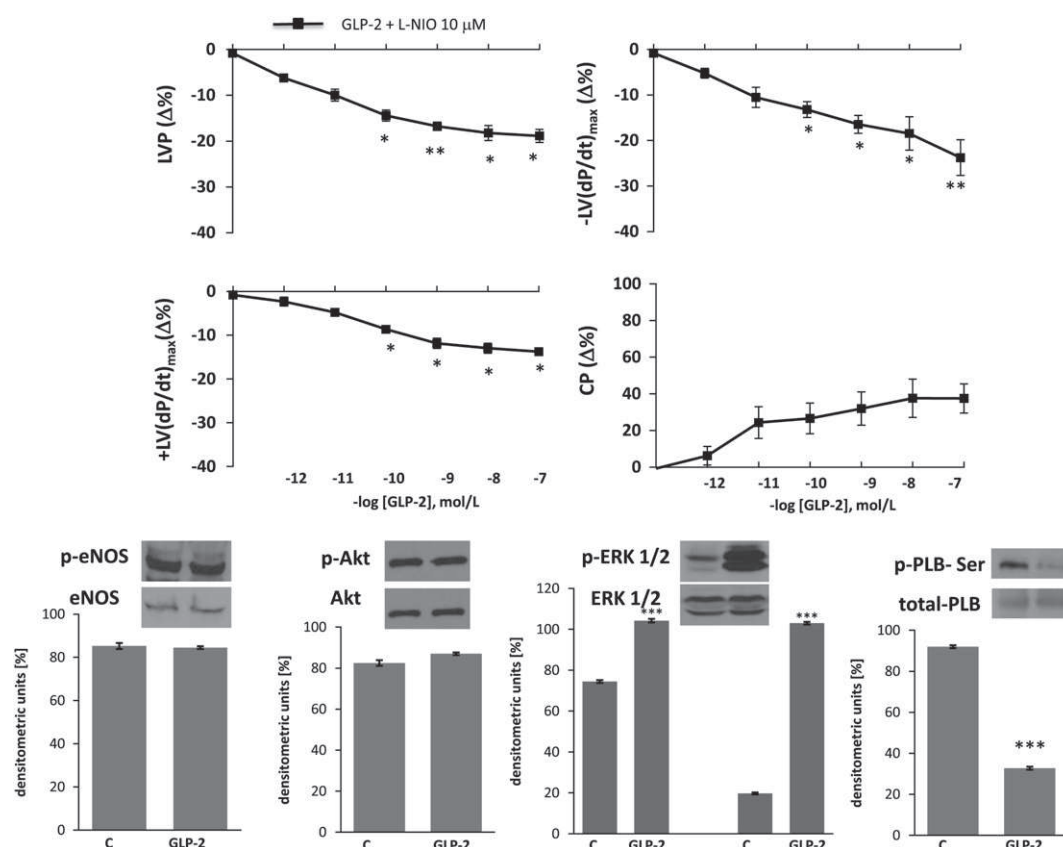 GLP-2 + L-NIO 10 μM
LVP (Δ%)
0
-10
-20
-30
-40
*
**
*
*
-LV(dP/dt)max (Δ%)
0
-10
-20
-30
-40
*
*
*
**
+LV(dP/dt)max(Δ%)
0
-10
-20
-30
-40
*
*
*
*
-12 -11 -10 -9 -8 -7
-log [GLP-2], mol/L
CP (Δ%)
100
80
60
40
20
0
-12 -11 -10 -9 -8 -7
-log [GLP-2], mol/L
p-eNOS
eNOS
densitometric units [%]
100
80
60
40
20
0
C GLP-2
p-Akt
Akt
densitometric units [%]
100
80
60
40
20
0
C GLP-2
p-ERK 1/2
ERK 1/2
densitometric units [%]
120
100
80
60
40
20
0
***
***
C GLP-2 C GLP-2
p-PLB- Ser
total-PLB
densitometric units [%]
100
80
60
40
20
0
***
C GLP-2